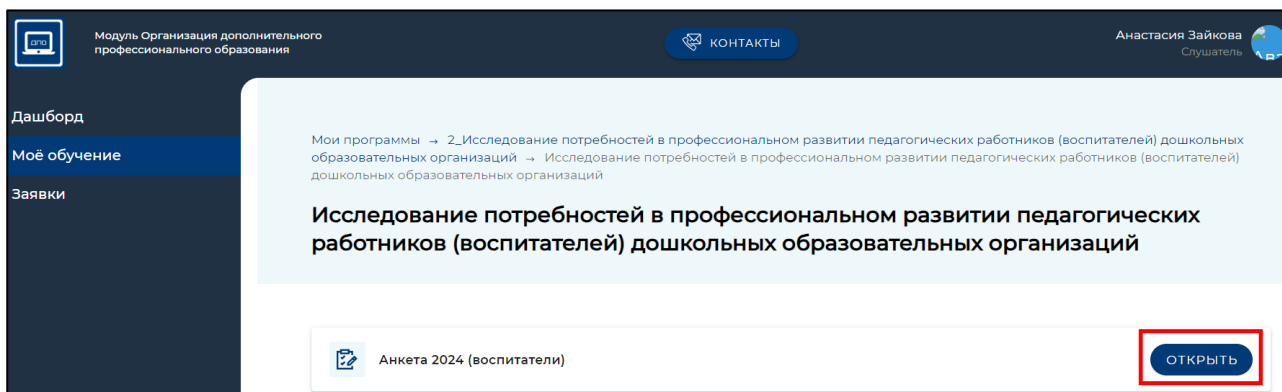 дпо
Модуль Организация дополнительного
профессионального образования
КОНТАКТЫ
Анастасия Зайкова
Слушатель
Дашборд
Моё обучение
Заявки
Мои программы → 2_Исследование потребностей в профессиональном развитии педагогических работников (воспитателей) дошкольных
образовательных организаций → Исследование потребностей в профессиональном развитии педагогических работников (воспитателей)
дошкольных образовательных организаций
Исследование потребностей в профессиональном развитии педагогических
работников (воспитателей) дошкольных образовательных организаций
Анкета 2024 (воспитатели)
ОТКРЫТЬ